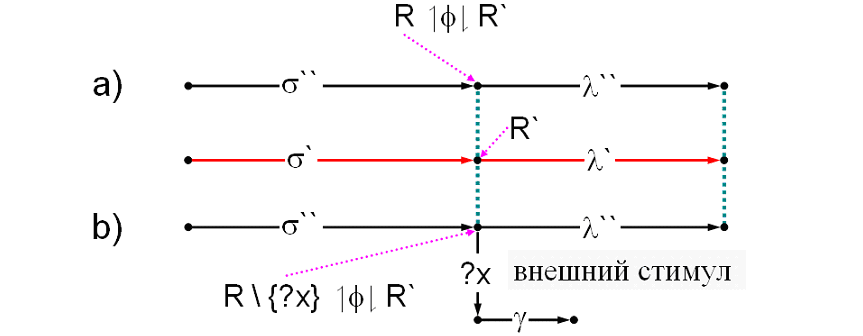 R ⌉ϕ⌊ R`
a) σ`` λ``
R`
σ` λ`
b) σ`` λ``
?x внешний стимул
R \ {?x} ⌉ϕ⌊ R`
γ